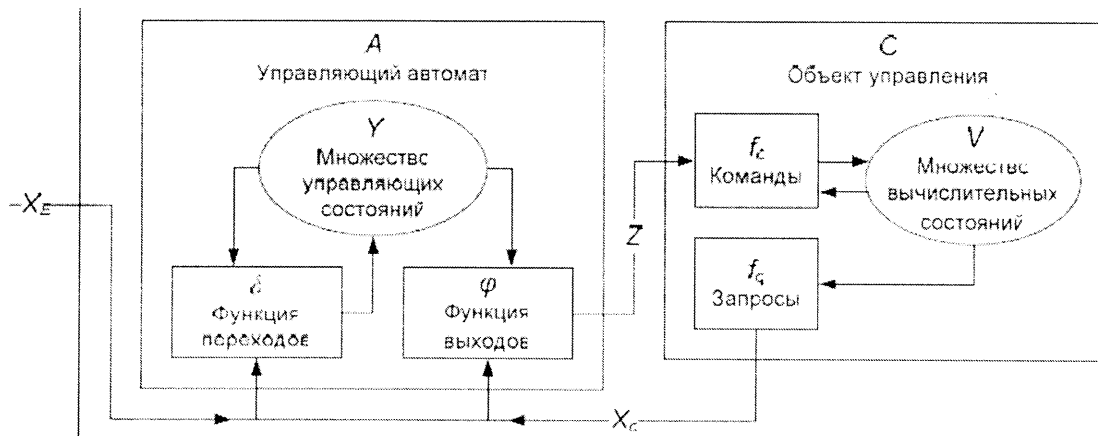 A
Управляющий автомат
Y
Множество
управляющих
состояний
δ
Функция
переходов
φ
Функция
выходов
X_E
Z
C
Объект управления
f_c
Команды
V
Множество
вычислительных
состояний
f_q
Запросы
X_c